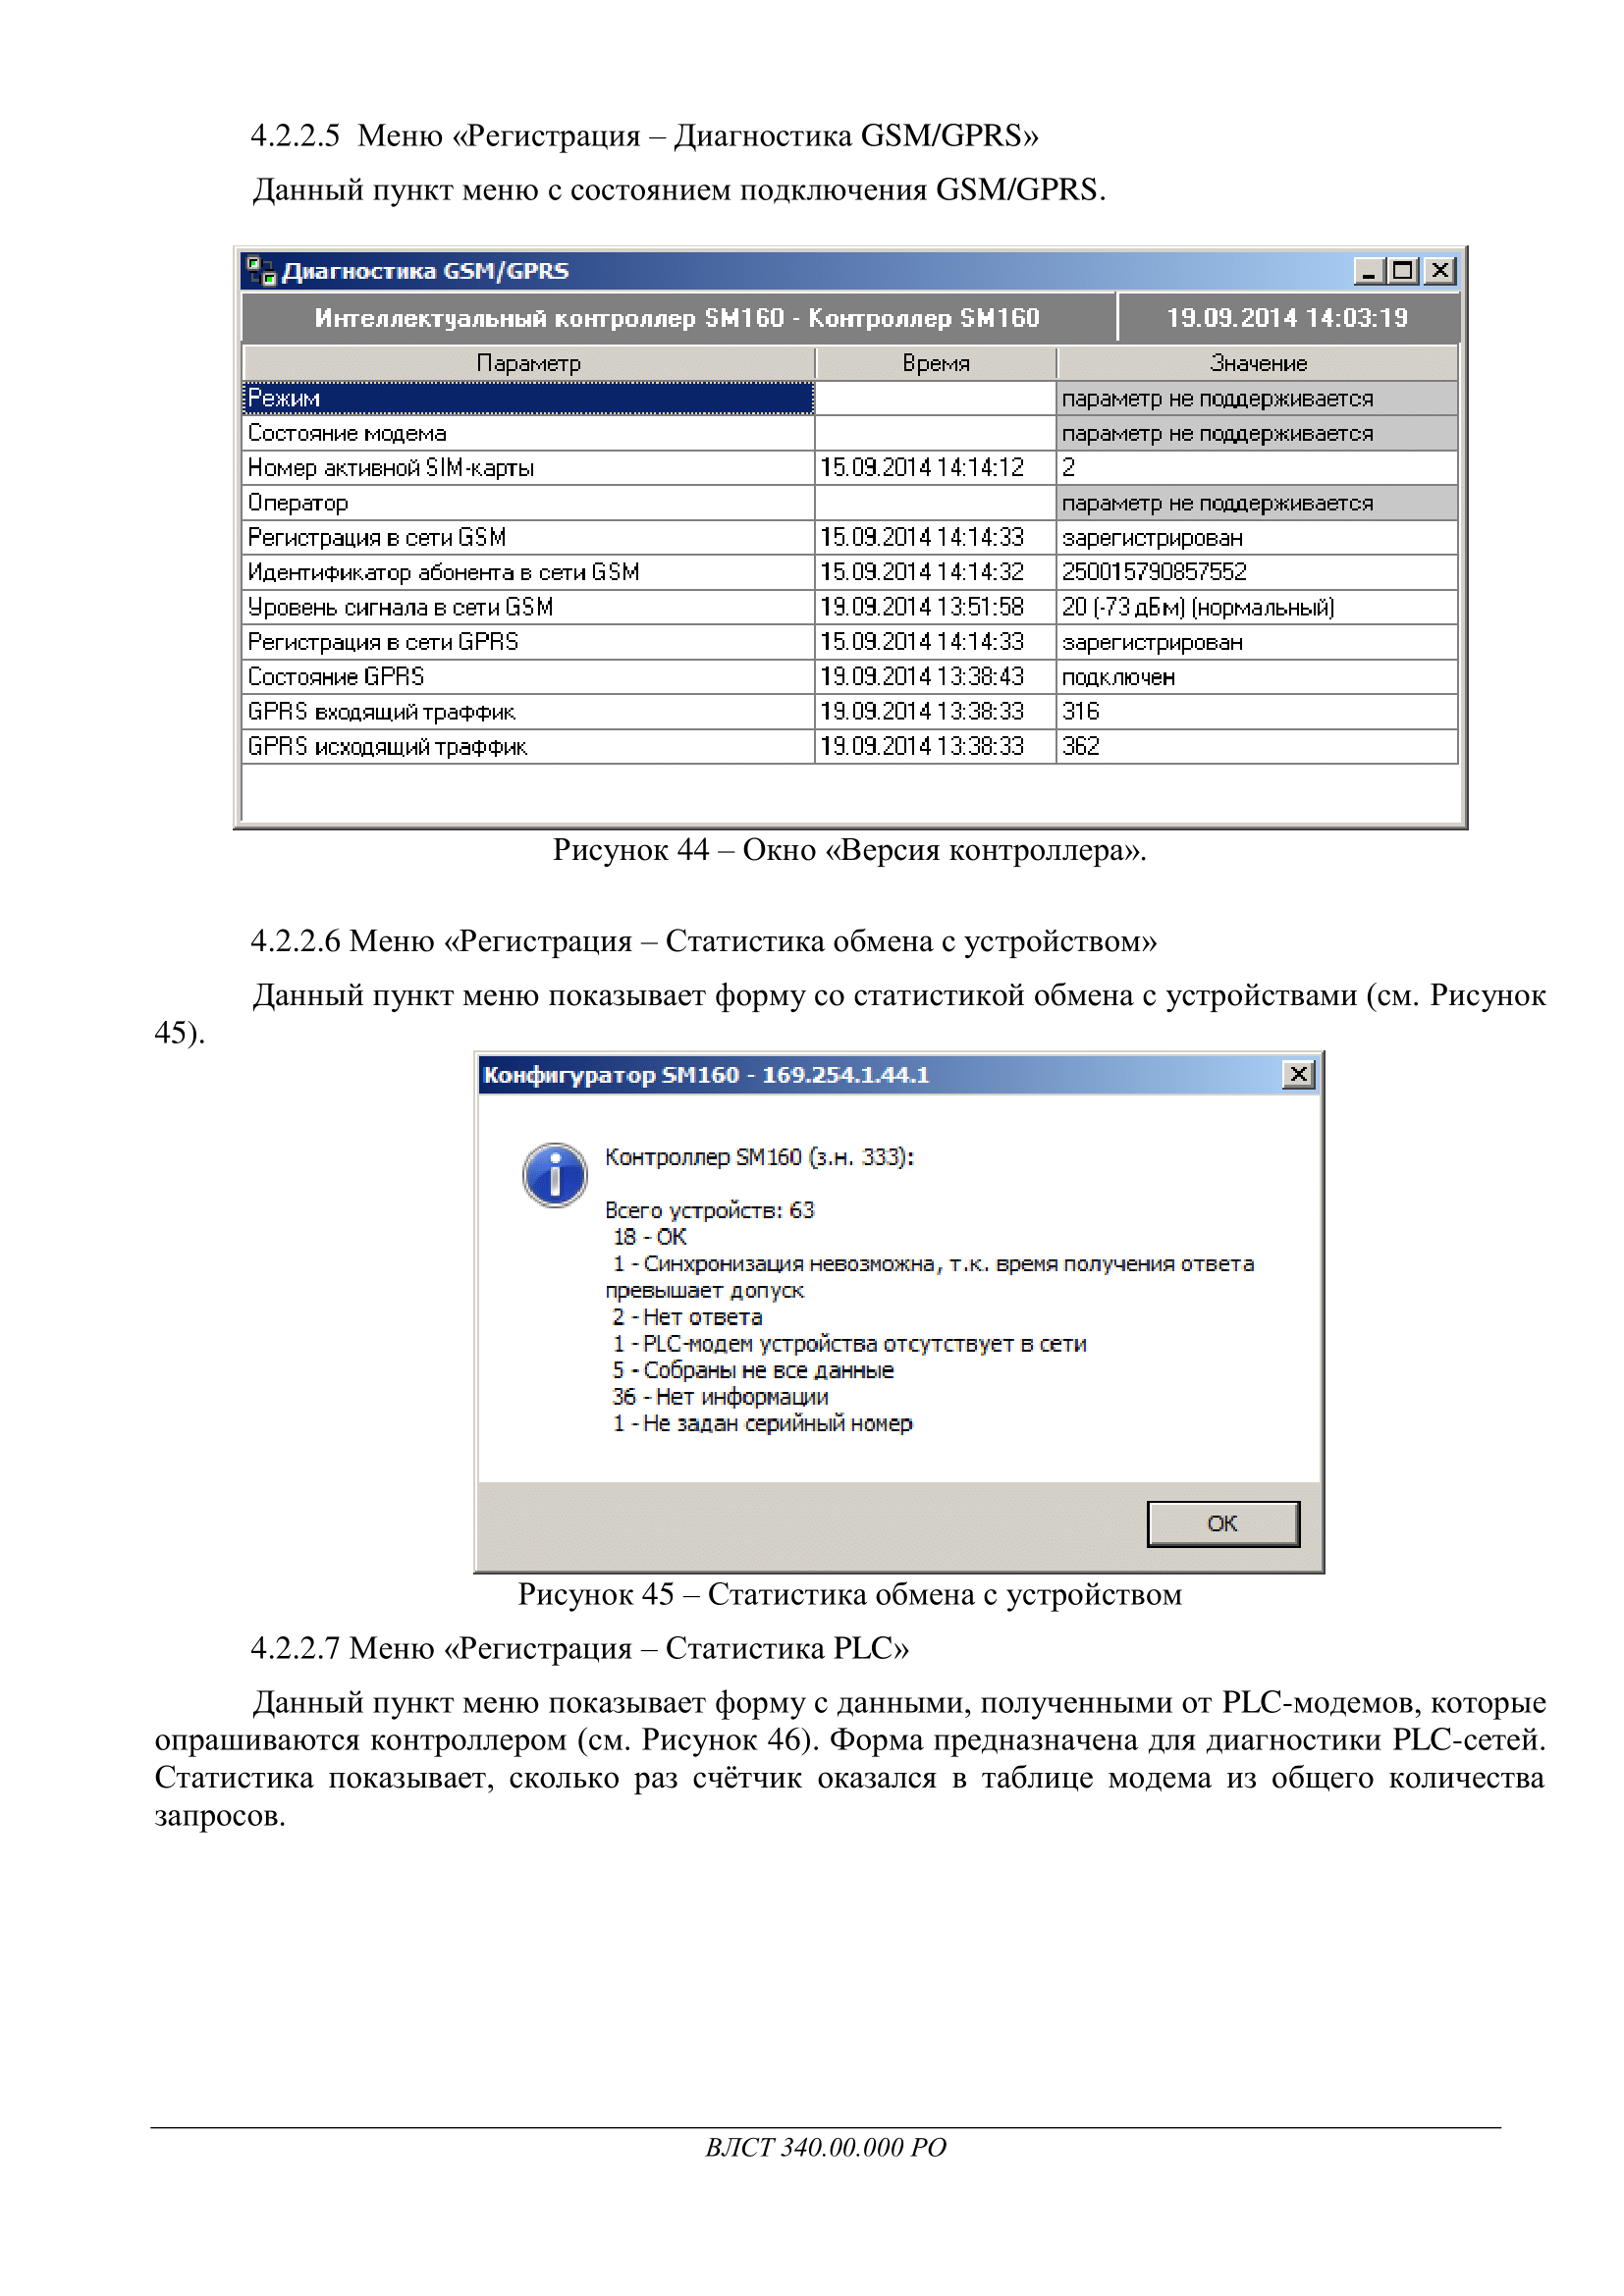 4.2.2.5 Меню «Регистрация – Диагностика GSM/GPRS»
Данный пункт меню с состоянием подключения GSM/GPRS.
Диагностика GSM/GPRS
Интеллектуальный контроллер SM160 - Контроллер SM160 19.09.2014 14:03:19
Параметр Время Значение
Режим параметр не поддерживается
Состояние модема параметр не поддерживается
Номер активной SIM-карты 15.09.2014 14:14:12 2
Оператор параметр не поддерживается
Регистрация в сети GSM 15.09.2014 14:14:33 зарегистрирован
Идентификатор абонента в сети GSM 15.09.2014 14:14:32 250015790857552
Уровень сигнала в сети GSM 19.09.2014 13:51:58 20 (-73 дБм) (нормальный)
Регистрация в сети GPRS 15.09.2014 14:14:33 зарегистрирован
Состояние GPRS 19.09.2014 13:38:43 подключен
GPRS входящий траффик 19.09.2014 13:38:33 316
GPRS исходящий траффик 19.09.2014 13:38:33 362
Рисунок 44 – Окно «Версия контроллера».
4.2.2.6 Меню «Регистрация – Статистика обмена с устройством»
Данный пункт меню показывает форму со статистикой обмена с устройствами (см. Рисунок
45).
Конфигуратор SM160 - 169.254.1.44.1
Контроллер SM160 (з.н. 333):
Всего устройств: 63
18 - ОК
1 - Синхронизация невозможна, т.к. время получения ответа
превышает допуск
2 - Нет ответа
1 - PLC-модем устройства отсутствует в сети
5 - Собраны не все данные
36 - Нет информации
1 - Не задан серийный номер
ОК
Рисунок 45 – Статистика обмена с устройством
4.2.2.7 Меню «Регистрация – Статистика PLC»
Данный пункт меню показывает форму с данными, полученными от PLC-модемов, которые
опрашиваются контроллером (см. Рисунок 46). Форма предназначена для диагностики PLC-сетей.
Статистика показывает, сколько раз счётчик оказался в таблице модема из общего количества
запросов.
ВЛСТ 340.00.000 РО